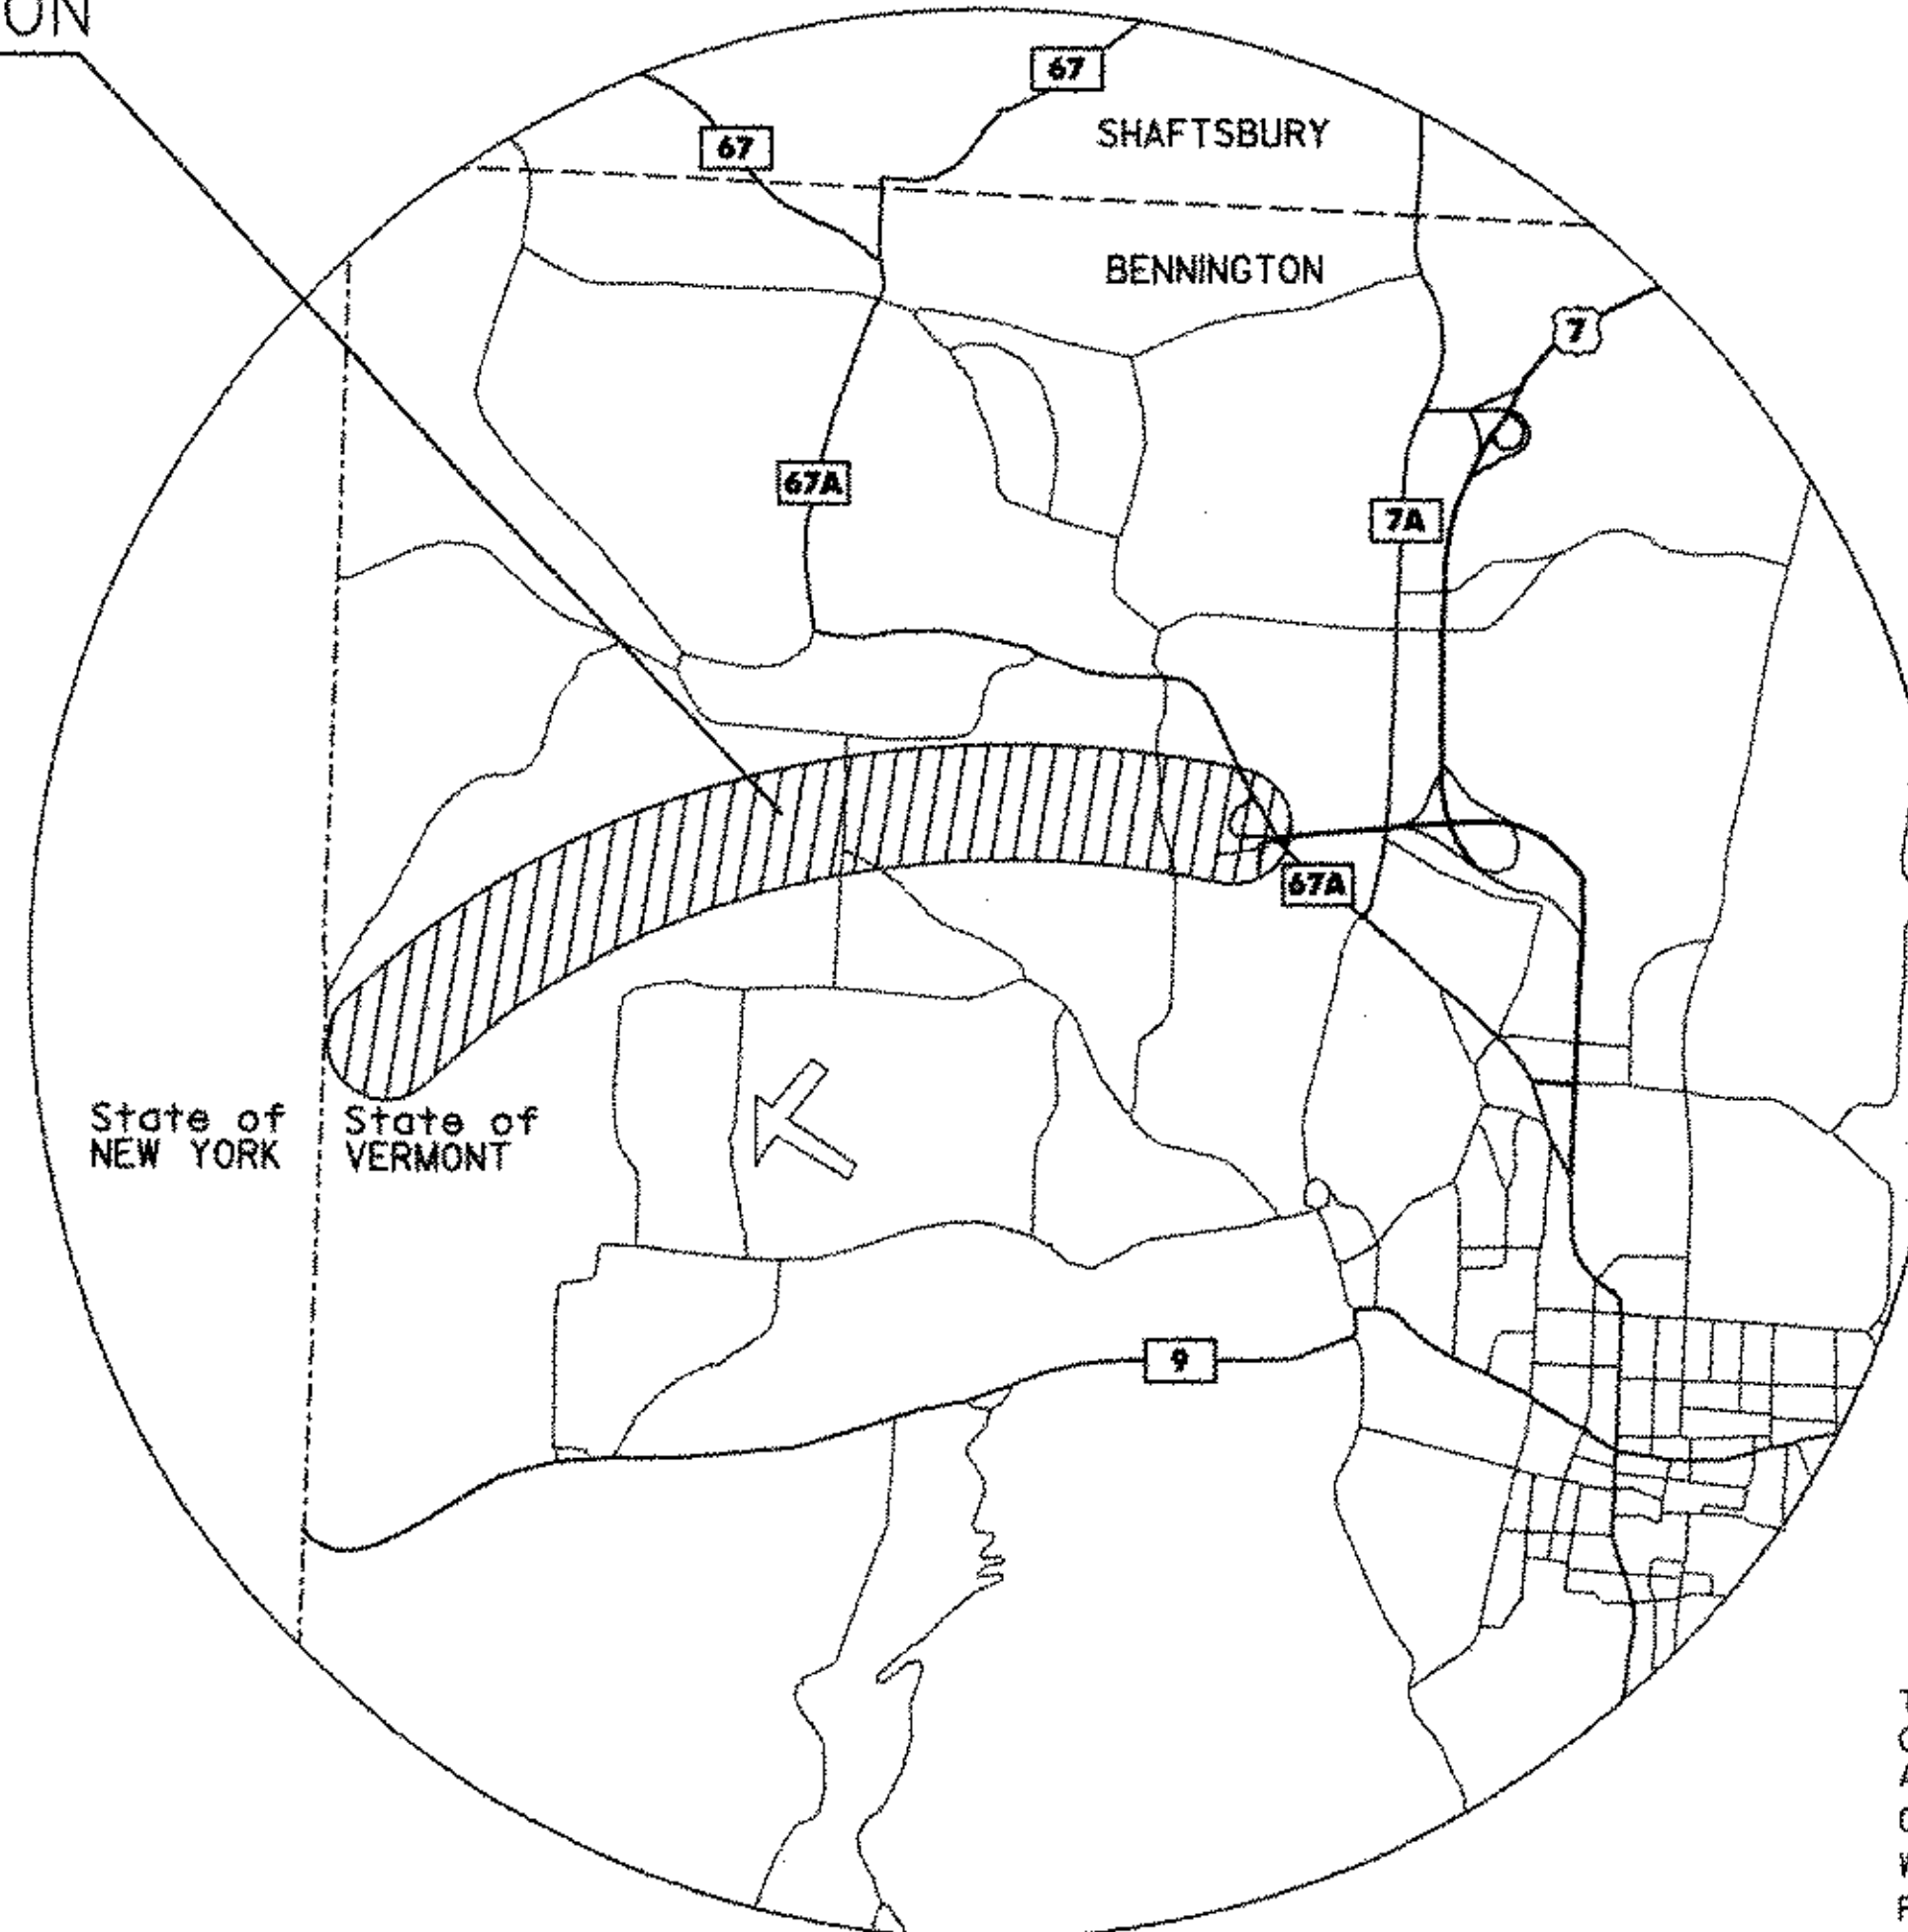 ON
67
67
SHAFTSBURY
BENNINGTON
7
67A
7A
67A
State of
NEW YORK
State of
VERMONT
9